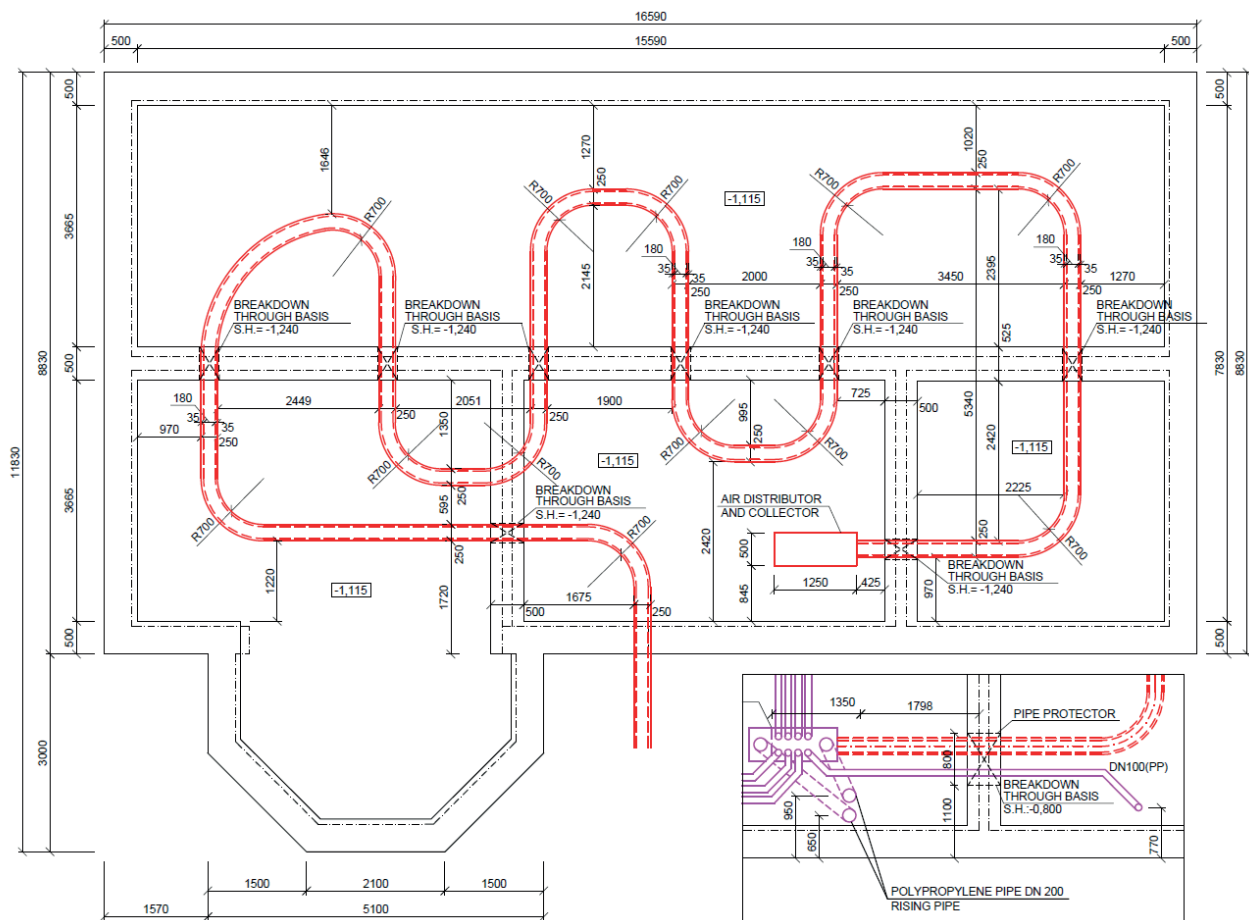 16590
500
15590
500
500
1646
1270
250
1020
250
500
R700
R700
R700
R700
R700
-1,115
3665
180
35
35
250
2000
2145
180
35
35
250
3450
2395
180
35
35
250
1270
BREAKDOWN
THROUGH BASIS
S.H.= -1,240
BREAKDOWN
THROUGH BASIS
S.H.= -1,240
BREAKDOWN
THROUGH BASIS
S.H.= -1,240
BREAKDOWN
THROUGH BASIS
S.H.= -1,240
BREAKDOWN
THROUGH BASIS
S.H.= -1,240
525
8830
500
7830
8830
11830
180
35
35
250
970
2449
250
2051
250
1900
725
500
1350
995
250
5340
2420
R700
R700
R700
R700
-1,115
-1,115
3665
250
595
BREAKDOWN
THROUGH BASIS
S.H.= -1,240
AIR DISTRIBUTOR
AND COLLECTOR
2225
R700
R700
250
R700
250
2420
500
1220
-1,115
1720
1675
500
250
1250
425
845
BREAKDOWN
THROUGH BASIS
S.H.= -1,240
970
500
500
3000
1350
1798
PIPE PROTECTOR
800
DN100(PP)
BREAKDOWN
THROUGH BASIS
S.H.:-0,800
950
1100
650
770
POLYPROPYLENE PIPE DN 200
RISING PIPE
1500
2100
1500
1570
5100